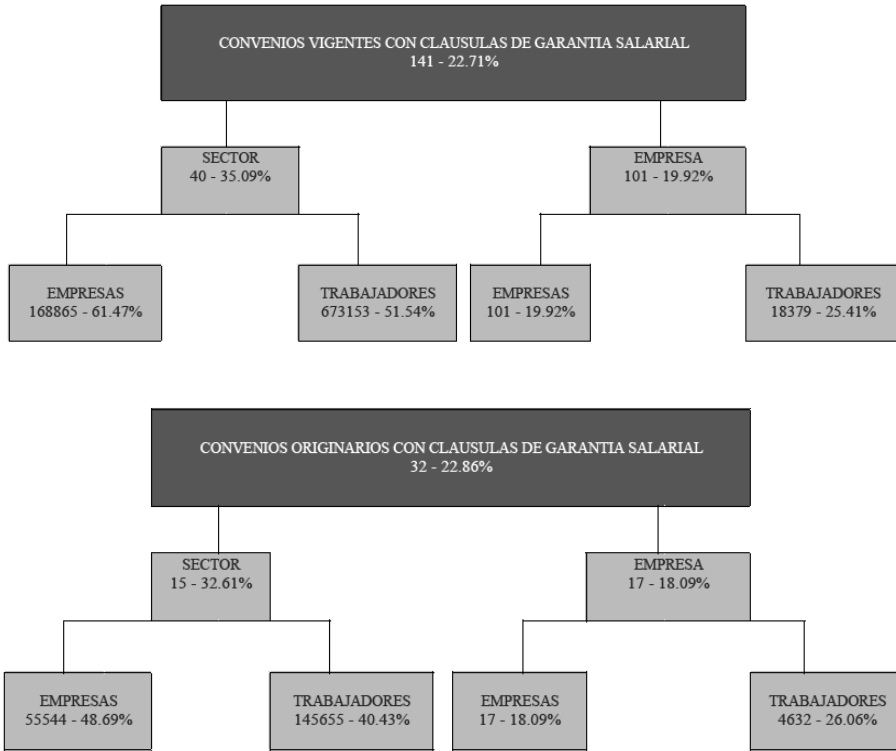 CONVENIOS VIGENTES CON CLAUSULAS DE GARANTIA SALARIAL
141 - 22.71%
SECTOR
40 - 35.09%
EMPRESA
101 - 19.92%
EMPRESAS
168865 - 61.47%
TRABAJADORES
673153 - 51.54%
EMPRESAS
101 - 19.92%
TRABAJADORES
18379 - 25.41%
CONVENIOS ORIGINARIOS CON CLAUSULAS DE GARANTIA SALARIAL
32 - 22.86%
SECTOR
15 - 32.61%
EMPRESA
17 - 18.09%
EMPRESAS
55544 - 48.69%
TRABAJADORES
145655 - 40.43%
EMPRESAS
17 - 18.09%
TRABAJADORES
4632 - 26.06%